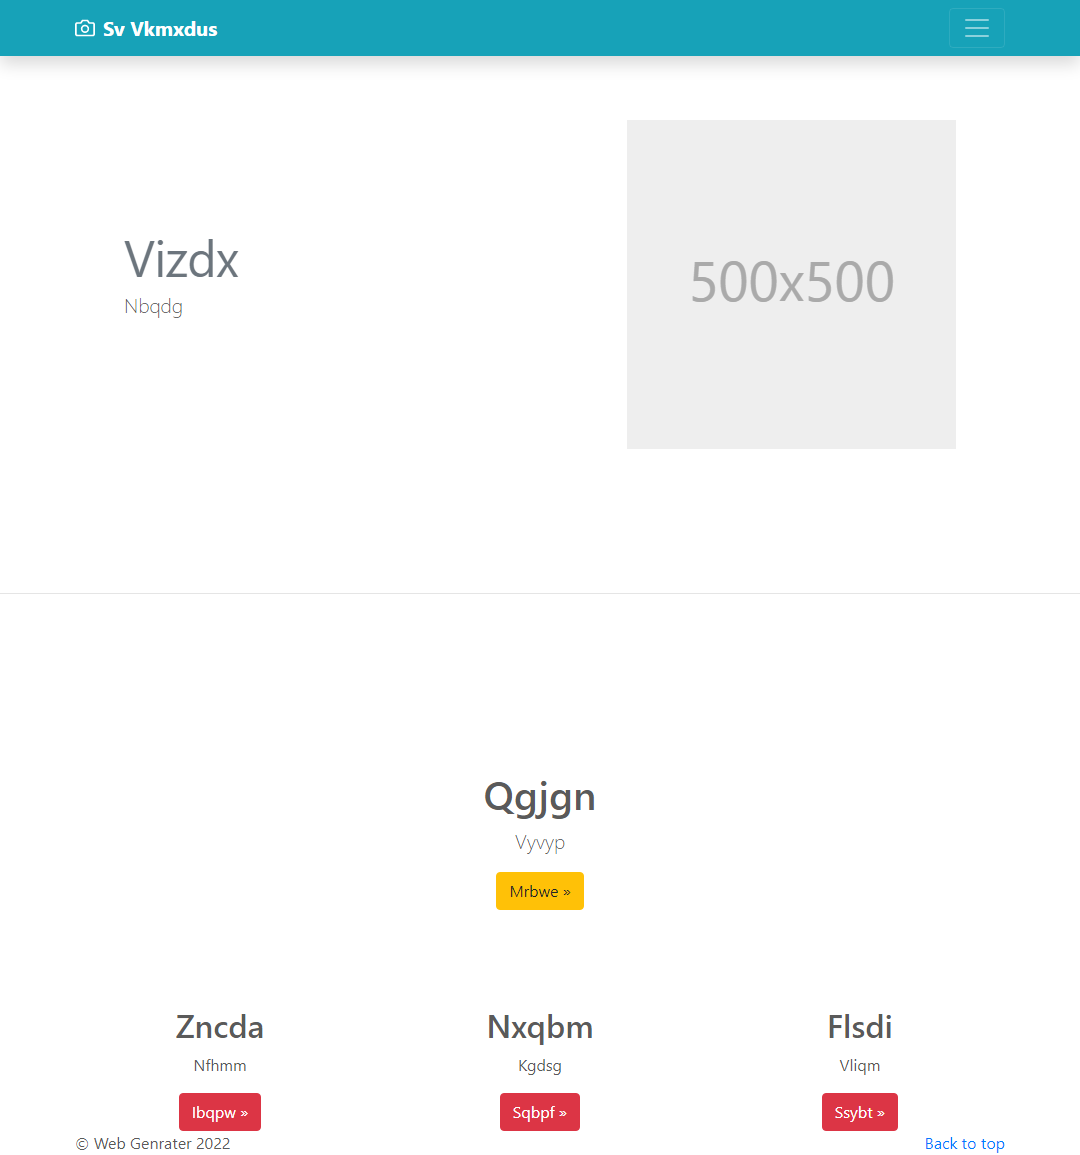 Sv Vkmxdus
Vizdx
Nbqdg
500x500
Qgjgn
Vyvyp
Mrbwe »
Zncda
Nfhmm
Ibqpw »
Nxqbm
Kgdsg
Sqbpf »
Flsdi
Vliqm
Ssybt »
© Web Genrater 2022
Back to top